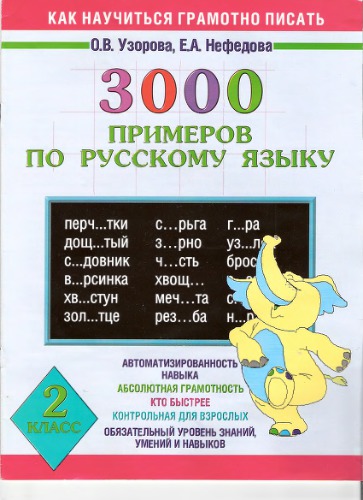 КАК НАУЧИТЬСЯ ГРАМОТНО ПИСАТЬ
О.В. Узорова, Е.А. Нефедова
3000
ПРИМЕРОВ
ПО РУССКОМУ ЯЗЫКУ
перч...тки с...рьга г...ра
дощ...тый з...рно уз...л
с...довник ч...сть брос
в...рсинка хвощ...
хв...стун меч...та с
зол...тце рез...ба н...р
АВТОМАТИЗИРОВАННОСТЬ
НАВЫКА
АБСОЛЮТНАЯ ГРАМОТНОСТЬ
КТО БЫСТРЕЕ
КОНТРОЛЬНАЯ ДЛЯ ВЗРОСЛЫХ
ОБЯЗАТЕЛЬНЫЙ УРОВЕНЬ ЗНАНИЙ,
УМЕНИЙ И НАВЫКОВ
2
КЛАСС